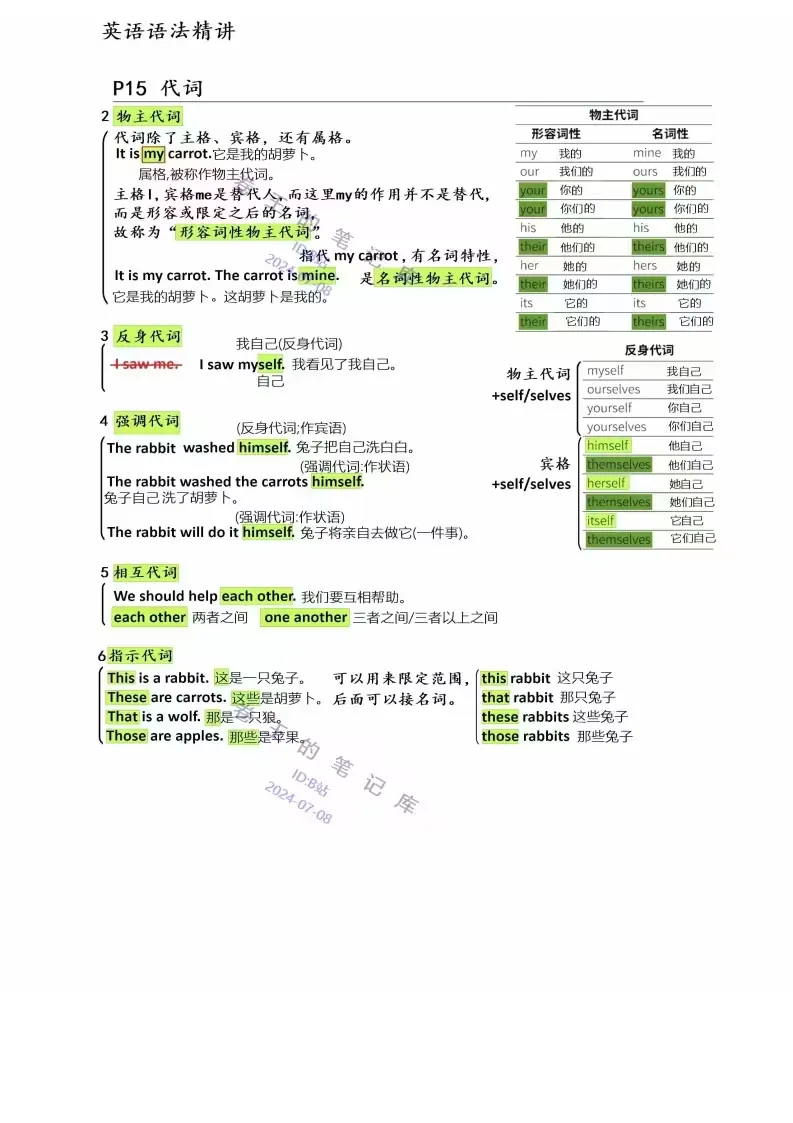 英语语法精讲
P15 代词
2 物主代词
代词除了主格、宾格，还有属格。
It is my carrot.它是我的胡萝卜。
属格,被称作物主代词。
主格I,宾格me是替代人,而这里my的作用并不是替代,
而是形容或限定之后的名词,
故称为“形容词性物主代词”。
指代 my carrot , 有名词特性,
It is my carrot. The carrot is mine. 是名词性物主代词。
它是我的胡萝卜。这胡萝卜是我的。
物主代词
形容词性 名词性
my 我的 mine 我的
our 我们的 ours 我们的
your 你的 yours 你的
your 你们的 yours 你们的
his 他的 his 他的
their 他们的 theirs 他们的
her 她的 hers 她的
their 她们的 theirs 她们的
its 它的 its 它的
their 它们的 theirs 它们的
3 反身代词
我自己(反身代词)
I saw me. I saw myself. 我看见了我自己。
自己
反身代词
物主代词
+self/selves
myself 我自己
ourselves 我们自己
yourself 你自己
yourselves 你们自己
宾格
+self/selves
himself 他自己
themselves 他们自己
herself 她自己
themselves 她们自己
itself 它自己
themselves 它们自己
4 强调代词
(反身代词;作宾语)
The rabbit washed himself. 兔子把自己洗白白。
(强调代词:作状语)
The rabbit washed the carrots himself.
兔子自己 洗了胡萝卜。
(强调代词:作状语)
The rabbit will do it himself. 兔子将亲自去做它(一件事)。
5 相互代词
We should help each other. 我们要互相帮助。
each other 两者之间 one another 三者之间/三者以上之间
6 指示代词
This is a rabbit. 这是一只兔子。
These are carrots. 这些是胡萝卜。
That is a wolf. 那是一只狼。
Those are apples. 那些是苹果。
可以用来限定范围,
后面可以接名词。
this rabbit 这只兔子
that rabbit 那只兔子
these rabbits 这些兔子
those rabbits 那些兔子
卷王的笔记库
ID:B站
2024-07-08
卷王的笔记库
ID:B站
2024-07-08